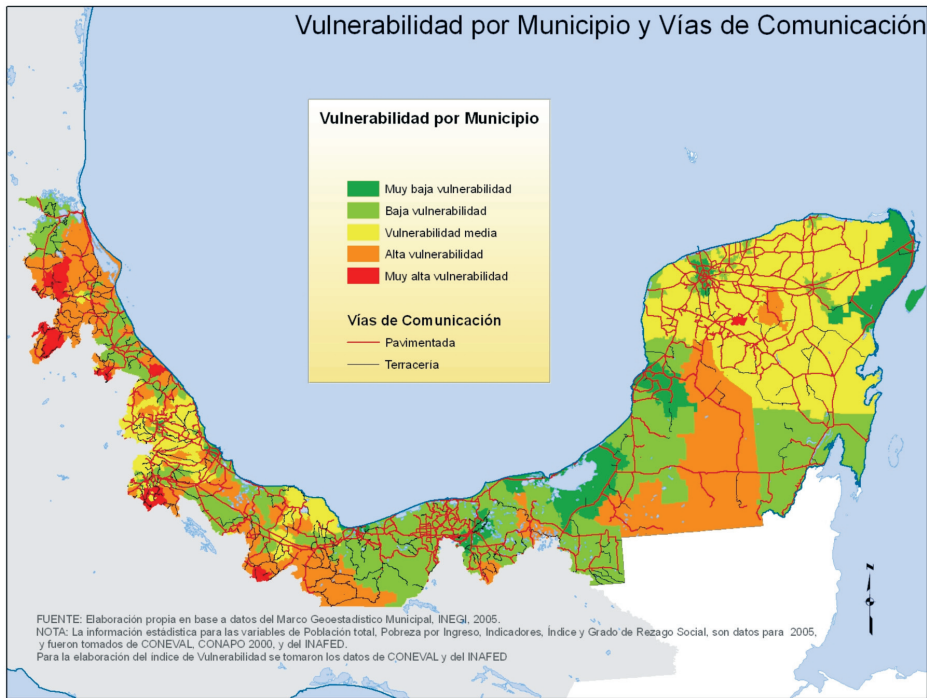 Vulnerabilidad por Municipio y Vías de Comunicación
Vulnerabilidad por Municipio
Muy baja vulnerabilidad
Baja vulnerabilidad
Vulnerabilidad media
Alta vulnerabilidad
Muy alta vulnerabilidad
Vías de Comunicación
Pavimentada
Terracería
N
FUENTE: Elaboración propia en base a datos del Marco Geoestadístico Municipal, INEGI, 2005.
NOTA: La información estádistica para las variables de Población total, Pobreza por Ingreso, Indicadores, Índice y Grado de Rezago Social, son datos para 2005,
y fueron tomados de CONEVAL, CONAPO 2000, y del INAFED.
Para la elaboración del índice de Vulnerabilidad se tomaron los datos de CONEVAL y del INAFED